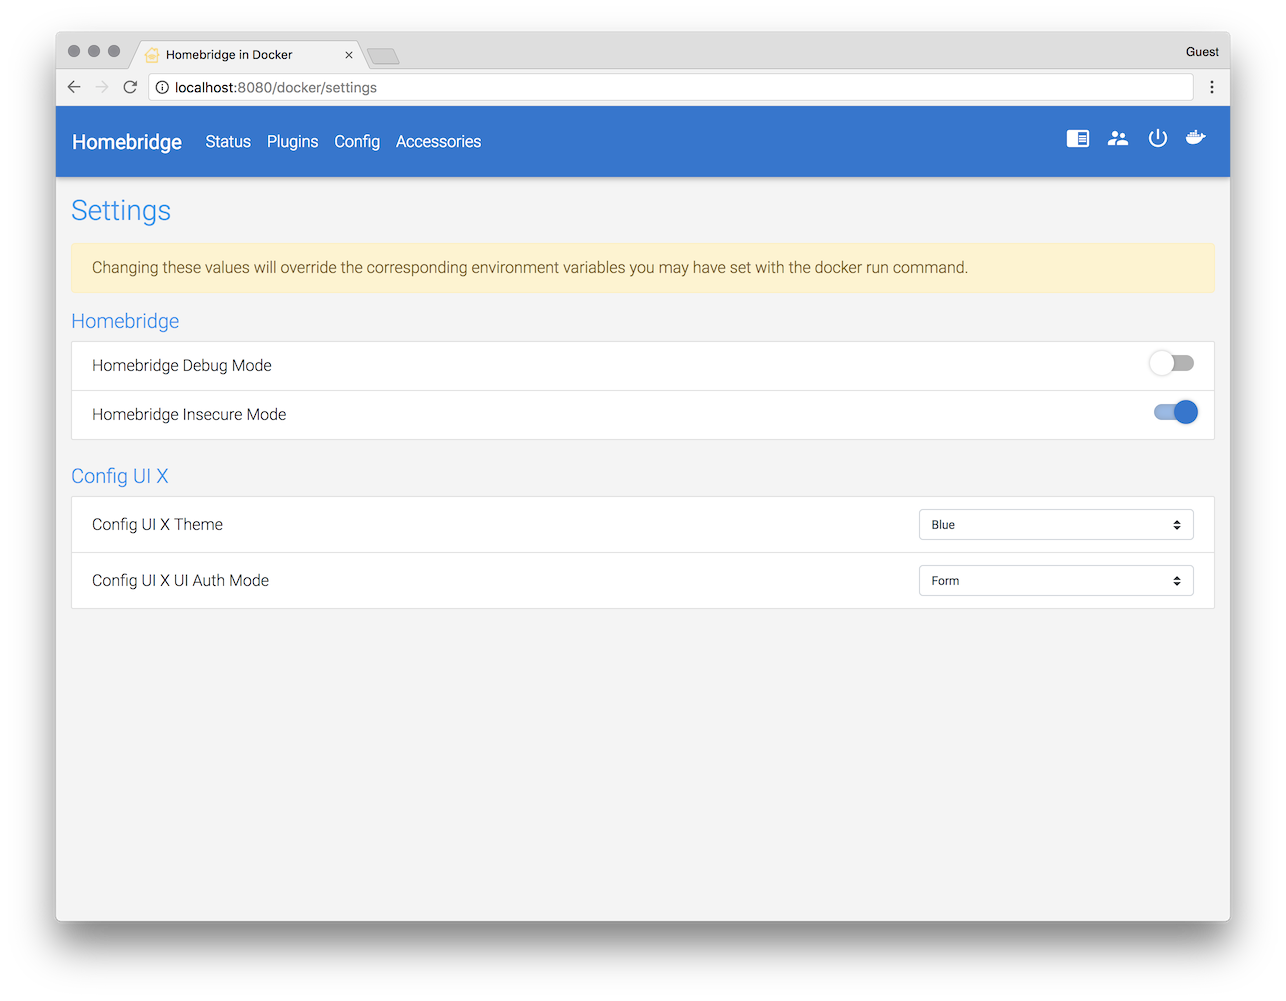 Homebridge in Docker
Guest
localhost:8080/docker/settings
Homebridge Status Plugins Config Accessories
Settings
Changing these values will override the corresponding environment variables you may have set with the docker run command.
Homebridge
Homebridge Debug Mode
Homebridge Insecure Mode
Config UI X
Config UI X Theme
Blue
Config UI X UI Auth Mode
Form